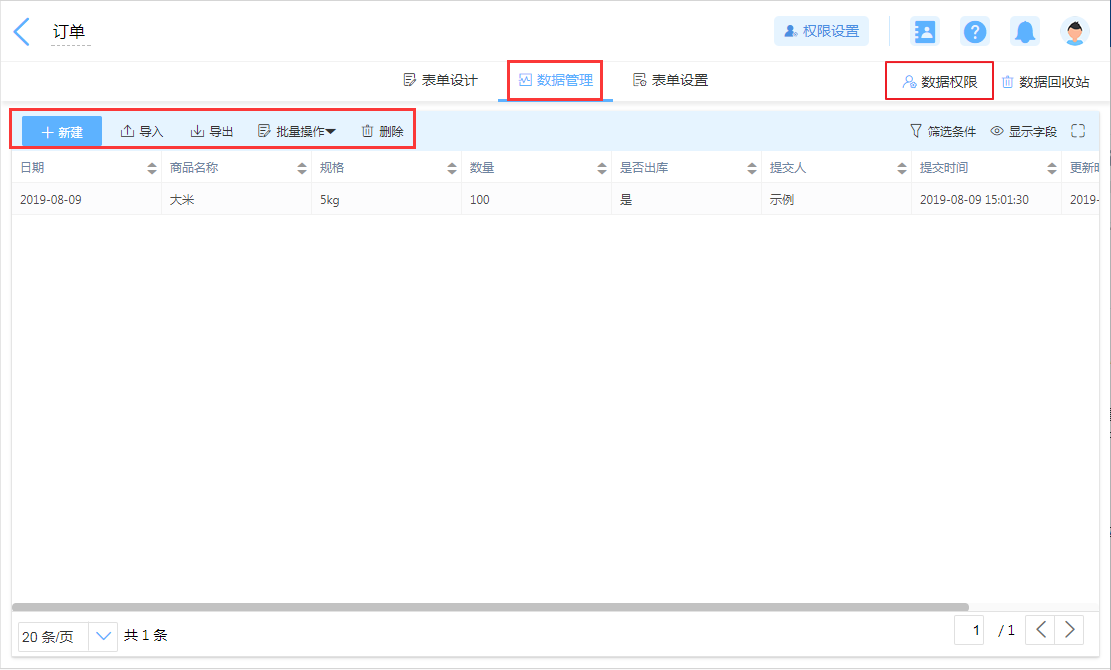 订单 权限设置
表单设计 数据管理 表单设置 数据权限 数据回收站
新建 导入 导出 批量操作 删除 筛选条件 显示字段
日期 商品名称 规格 数量 是否出库 提交人 提交时间 更新时
2019-08-09 大米 5kg 100 是 示例 2019-08-09 15:01:30 2019-
20 条/页 共 1 条 1 / 1